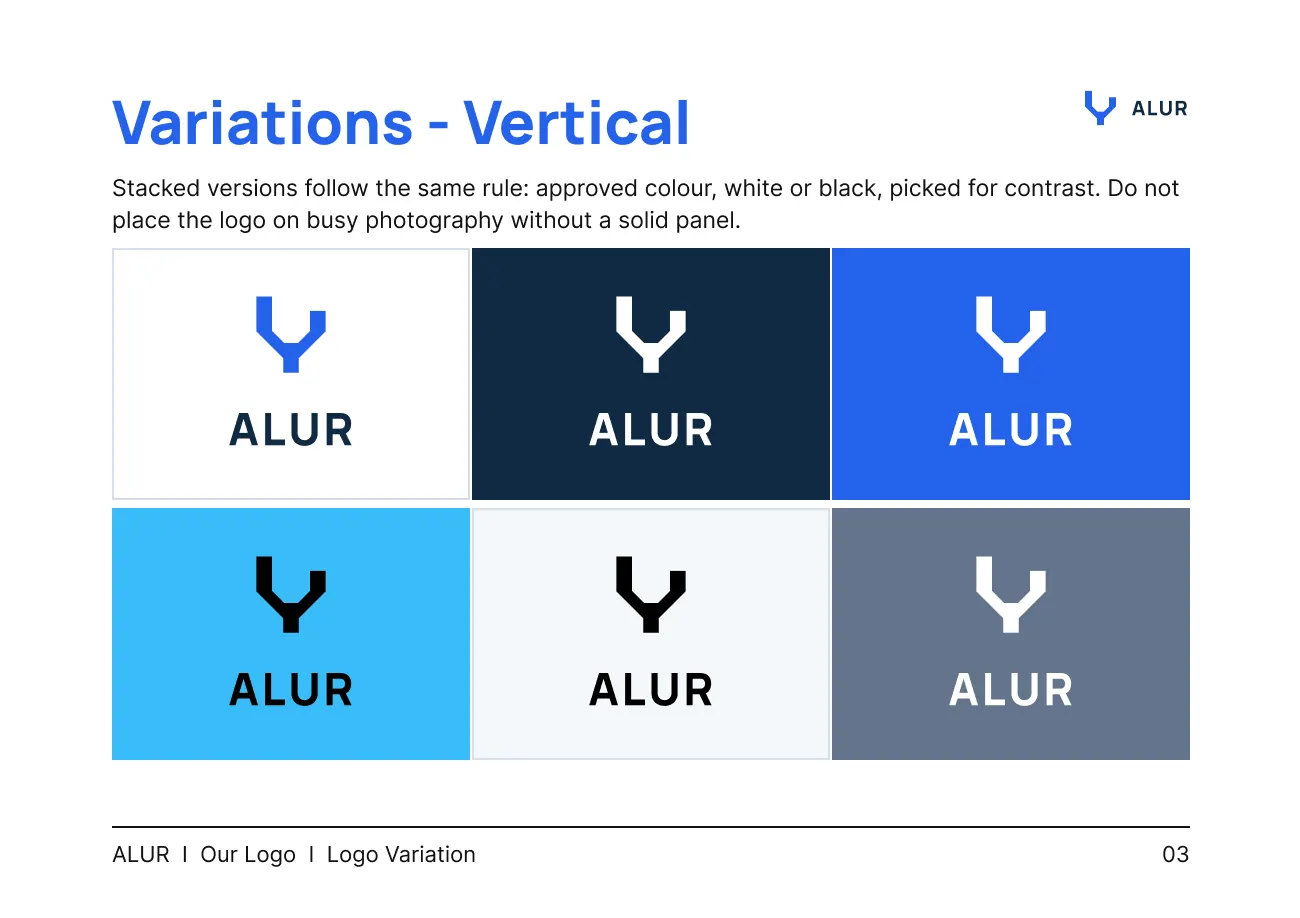 Variations - Vertical
ALUR
Stacked versions follow the same rule: approved colour, white or black, picked for contrast. Do not
place the logo on busy photography without a solid panel.
ALUR
ALUR
ALUR
ALUR
ALUR
ALUR
ALUR I Our Logo I Logo Variation
03